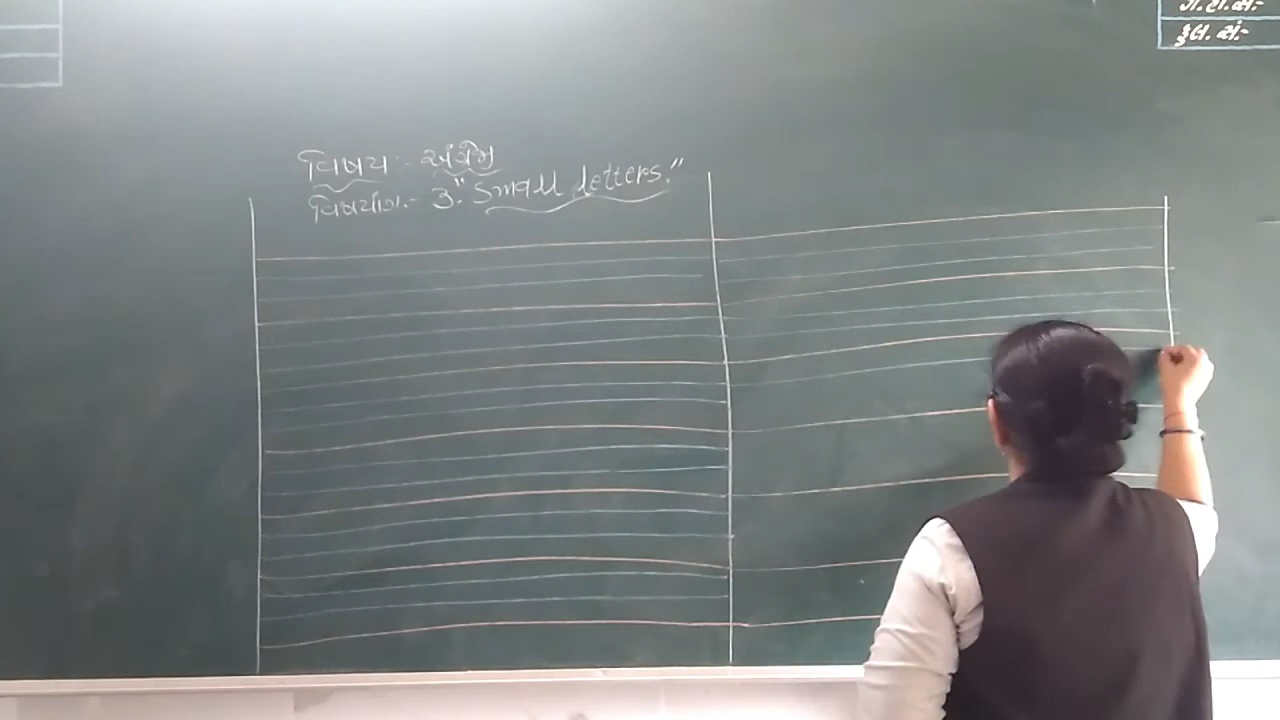 ગે. હા. સં:-
કુલ. સં:-
વિષય :- અંગ્રેજી
વિષયાંગ :- 3. "Small letters."